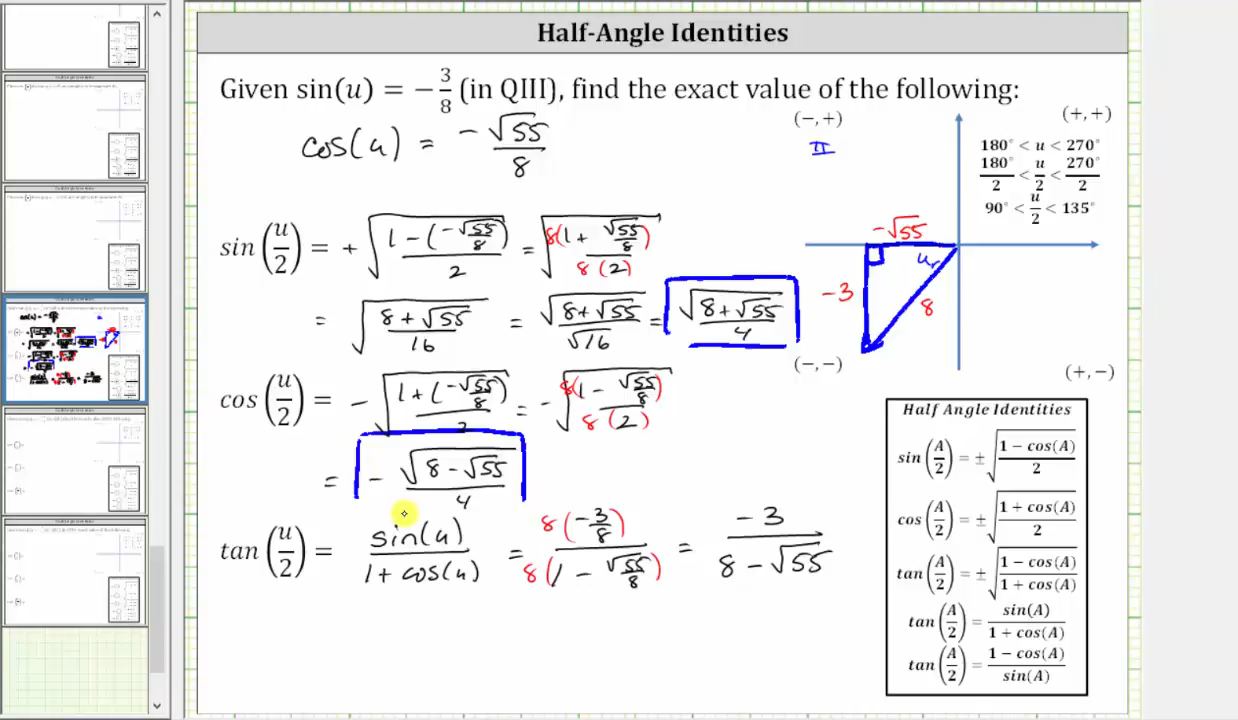 Half-Angle Identities
Given sin(u) = −3/8 (in QIII), find the exact value of the following:
cos(u) = −√55/8
(−,+)
(+,+)
II
180° < u < 270°
180°/2 < u/2 < 270°/2
90° < u/2 < 135°
sin(u/2) = +√((1−(−√55/8))/2) = √(8(1+√55/8)/8(2))
= √((8+√55)/16) = √(8+√55)/√16 = √(8+√55)/4
−√55
u
−3
8
(−,−)
(+,−)
cos(u/2) = −√((1+(−√55/8))/2) = −√(8(1−√55/8)/8(2))
= −√(8−√55)/4
tan(u/2) = sin(u)/(1+cos(u)) = 8(−3/8)/8(1−√55/8) = −3/(8−√55)
Half Angle Identities
sin(A/2) = ±√((1−cos(A))/2)
cos(A/2) = ±√((1+cos(A))/2)
tan(A/2) = ±√((1−cos(A))/(1+cos(A)))
tan(A/2) = sin(A)/(1+cos(A))
tan(A/2) = (1−cos(A))/sin(A)